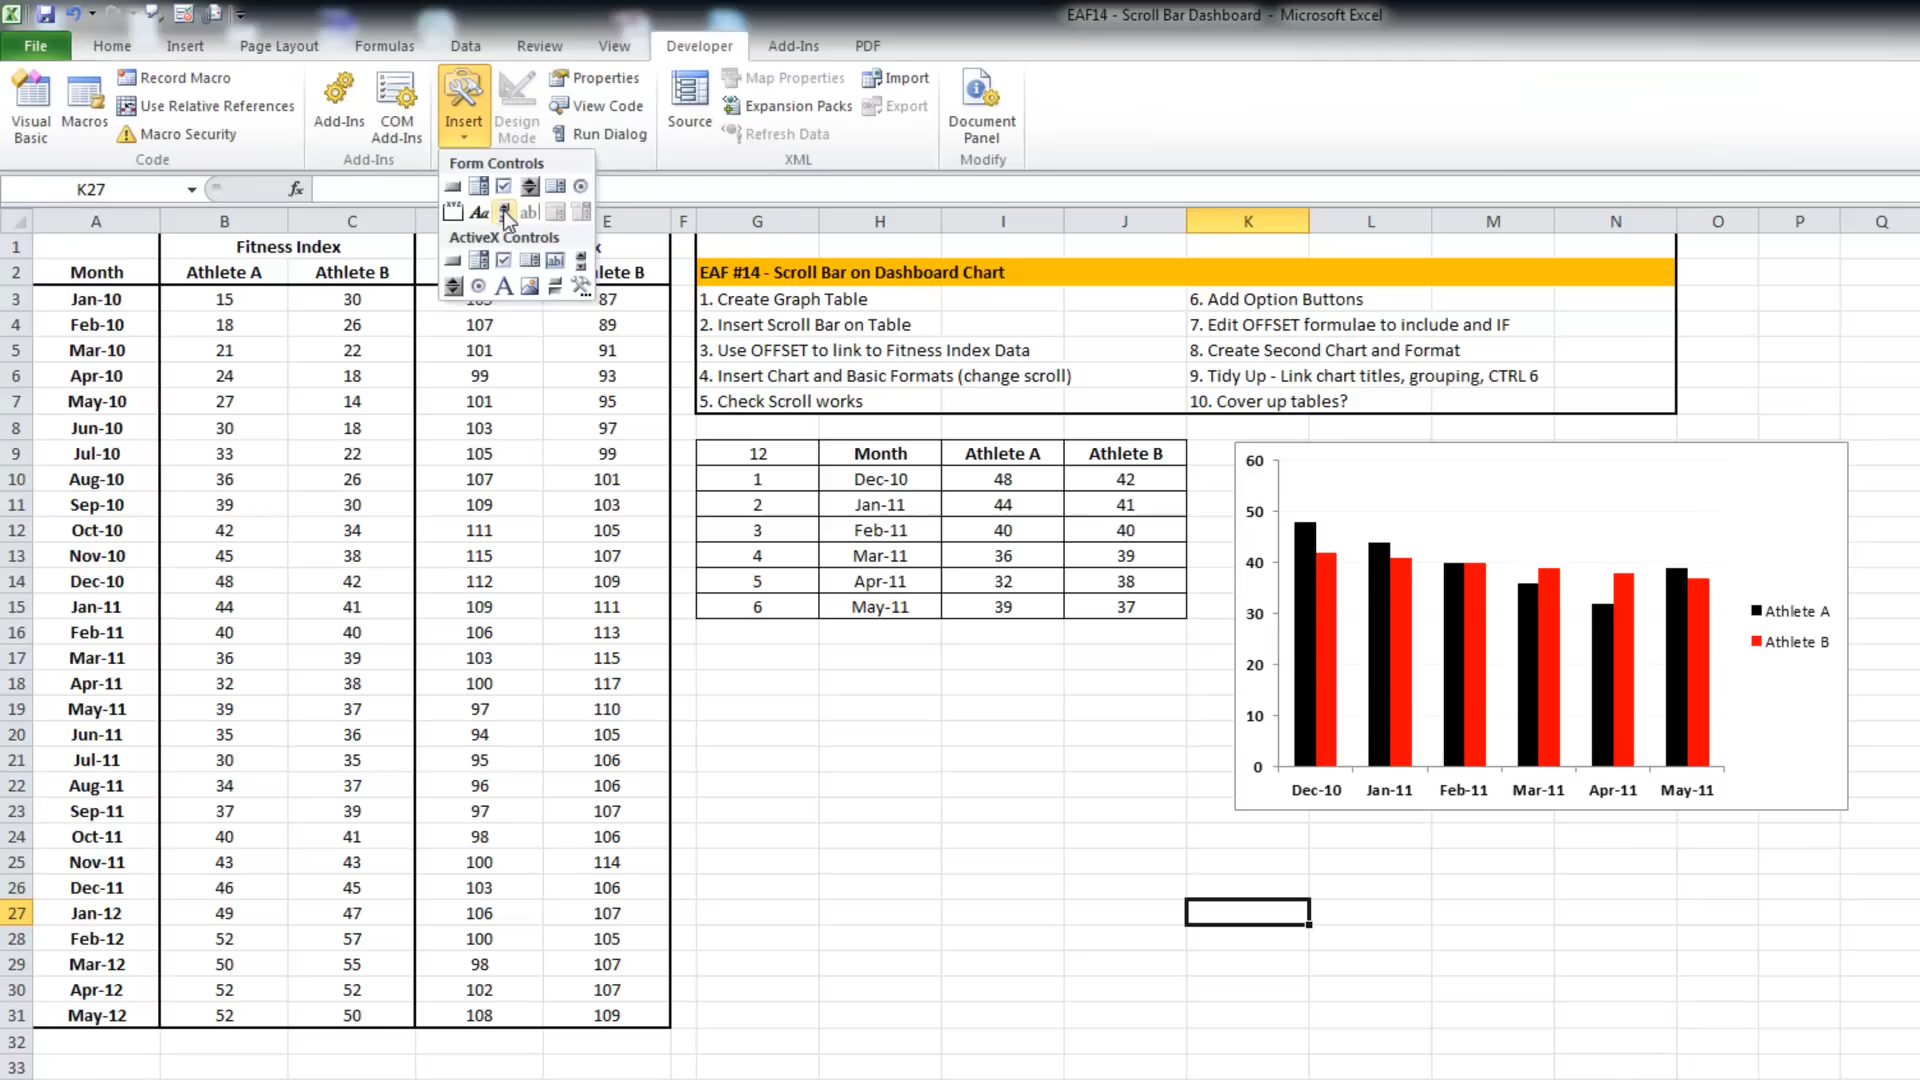 EAF14 - Scroll Bar Dashboard - Microsoft Excel
File Home Insert Page Layout Formulas Data Review View Developer Add-Ins PDF
Visual Basic
Macros
Record Macro
Use Relative References
Macro Security
Code
Add-Ins
COM Add-Ins
Add-Ins
Insert
Design Mode
Properties
View Code
Run Dialog
Source
Map Properties
Expansion Packs
Refresh Data
Import
Export
XML
Document Panel
Modify
K27 fx
Form Controls
XYZ Aa ab|
ActiveX Controls
ab|
A
A B C E F G H I J K L M N O P Q
1 Fitness Index x
2 Month Athlete A Athlete B lete B EAF #14 - Scroll Bar on Dashboard Chart
3 Jan-10 15 30 103 87 1. Create Graph Table 6. Add Option Buttons
4 Feb-10 18 26 107 89 2. Insert Scroll Bar on Table 7. Edit OFFSET formulae to include and IF
5 Mar-10 21 22 101 91 3. Use OFFSET to link to Fitness Index Data 8. Create Second Chart and Format
6 Apr-10 24 18 99 93 4. Insert Chart and Basic Formats (change scroll) 9. Tidy Up - Link chart titles, grouping, CTRL 6
7 May-10 27 14 101 95 5. Check Scroll works 10. Cover up tables?
8 Jun-10 30 18 103 97
9 Jul-10 33 22 105 99 12 Month Athlete A Athlete B
10 Aug-10 36 26 107 101 1 Dec-10 48 42
11 Sep-10 39 30 109 103 2 Jan-11 44 41
12 Oct-10 42 34 111 105 3 Feb-11 40 40
13 Nov-10 45 38 115 107 4 Mar-11 36 39
14 Dec-10 48 42 112 109 5 Apr-11 32 38
15 Jan-11 44 41 109 111 6 May-11 39 37
16 Feb-11 40 40 106 113
17 Mar-11 36 39 103 115
18 Apr-11 32 38 100 117
19 May-11 39 37 97 110
20 Jun-11 35 36 94 105
21 Jul-11 30 35 95 106
22 Aug-11 34 37 96 106
23 Sep-11 37 39 97 107
24 Oct-11 40 41 98 106
25 Nov-11 43 43 100 114
26 Dec-11 46 45 103 106
27 Jan-12 49 47 106 107
28 Feb-12 52 57 100 105
29 Mar-12 50 55 98 107
30 Apr-12 52 52 102 107
31 May-12 52 50 108 109
32
33
60
50
40
30
20
10
0
Dec-10 Jan-11 Feb-11 Mar-11 Apr-11 May-11
Athlete A
Athlete B